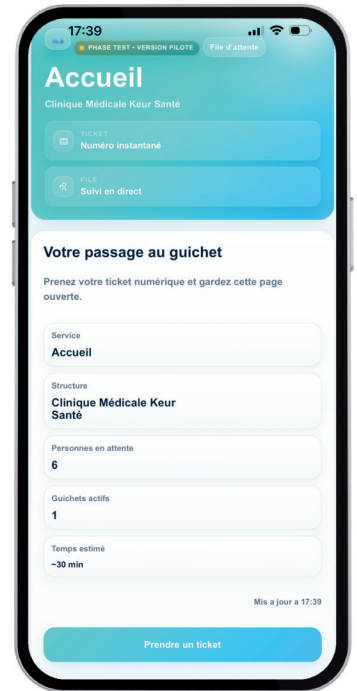 17:39
PHASE TEST • VERSION PILOTE
File d'attente
Accueil
Clinique Médicale Keur Santé
TICKET
Numéro instantané
FILE
Suivi en direct
Votre passage au guichet
Prenez votre ticket numérique et gardez cette page
ouverte.
Service
Accueil
Structure
Clinique Médicale Keur
Santé
Personnes en attente
6
Guichets actifs
1
Temps estimé
~30 min
Mis a jour a 17:39
Prendre un ticket